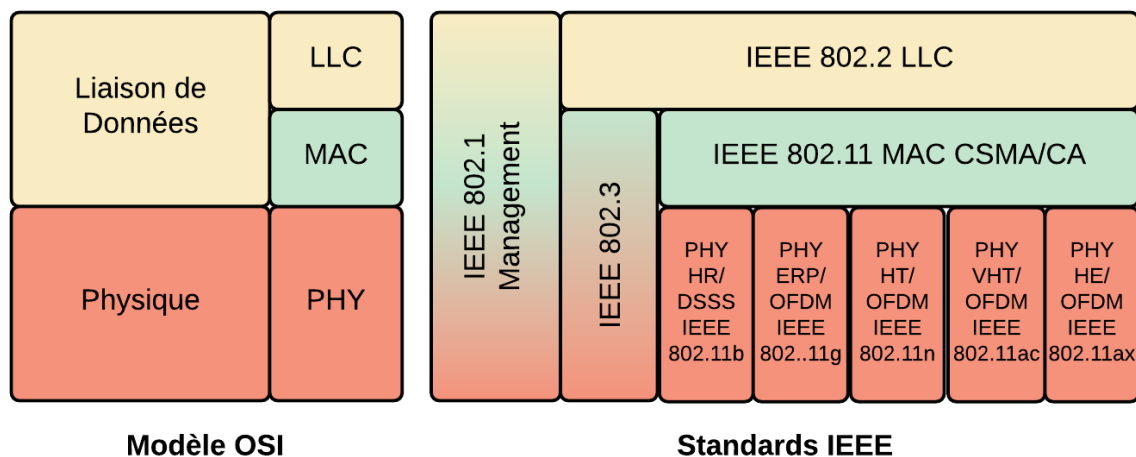 Liaison de
Données
LLC
MAC
Physique
PHY
Modèle OSI
IEEE 802.1
Management
IEEE 802.2 LLC
IEEE 802.3
IEEE 802.11 MAC CSMA/CA
PHY
HR/
DSSS
IEEE
802.11b
PHY
ERP/
OFDM
IEEE
802..11g
PHY
HT/
OFDM
IEEE
802.11n
PHY
VHT/
OFDM
IEEE
802.11ac
PHY
HE/
OFDM
IEEE
802.11ax
Standards IEEE